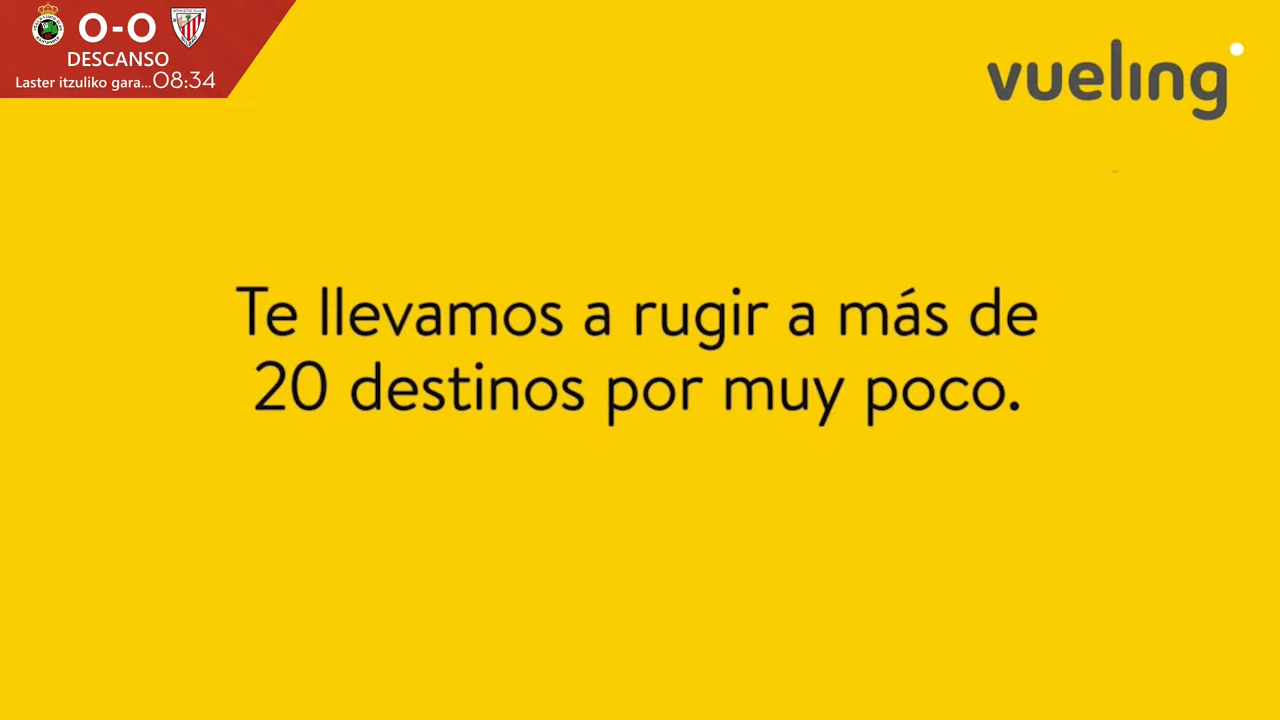 0-0
DESCANSO
Laster itzuliko gara...08:34
vueling
Te llevamos a rugir a más de
20 destinos por muy poco.